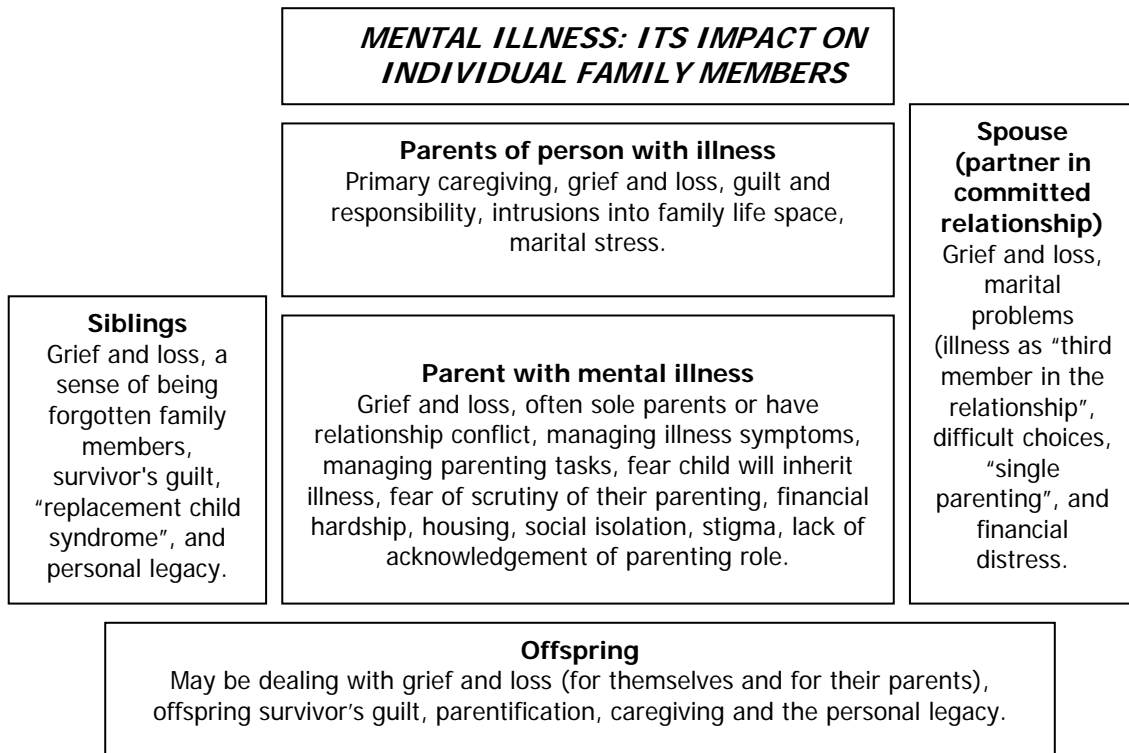 MENTAL ILLNESS: ITS IMPACT ON
INDIVIDUAL FAMILY MEMBERS
Parents of person with illness
Primary caregiving, grief and loss, guilt and
responsibility, intrusions into family life space,
marital stress.
Spouse
(partner in
committed
relationship)
Grief and loss,
marital
problems
(illness as “third
member in the
relationship”,
difficult choices,
“single
parenting”, and
financial
distress.
Siblings
Grief and loss, a
sense of being
forgotten family
members,
survivor's guilt,
“replacement child
syndrome”, and
personal legacy.
Parent with mental illness
Grief and loss, often sole parents or have
relationship conflict, managing illness symptoms,
managing parenting tasks, fear child will inherit
illness, fear of scrutiny of their parenting, financial
hardship, housing, social isolation, stigma, lack of
acknowledgement of parenting role.
Offspring
May be dealing with grief and loss (for themselves and for their parents),
offspring survivor’s guilt, parentification, caregiving and the personal legacy.